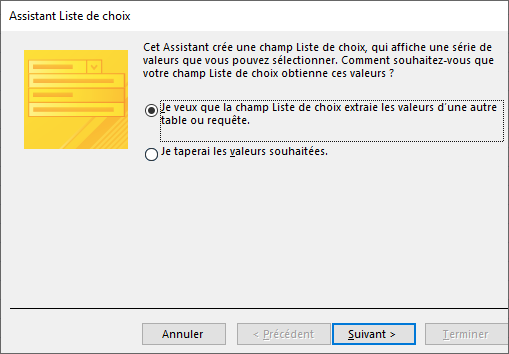 Assistant Liste de choix
Cet Assistant crée une champ Liste de choix, qui affiche une série de
valeurs que vous pouvez sélectionner. Comment souhaitez-vous que
votre champ Liste de choix obtienne ces valeurs ?
Je veux que la champ Liste de choix extraie les valeurs d'une autre
table ou requête.
Je taperai les valeurs souhaitées.
Annuler
< Précédent
Suivant >
Terminer